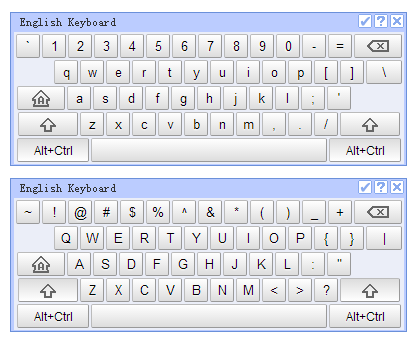 English Keyboard ✓ ? ×
` 1 2 3 4 5 6 7 8 9 0 - =
q w e r t y u i o p [ ] \
a s d f g h j k l ; '
z x c v b n m , . /
Alt+Ctrl Alt+Ctrl
English Keyboard ✓ ? ×
~ ! @ # $ % ^ & * ( ) _ +
Q W E R T Y U I O P { } |
A S D F G H J K L : "
Z X C V B N M < > ?
Alt+Ctrl Alt+Ctrl